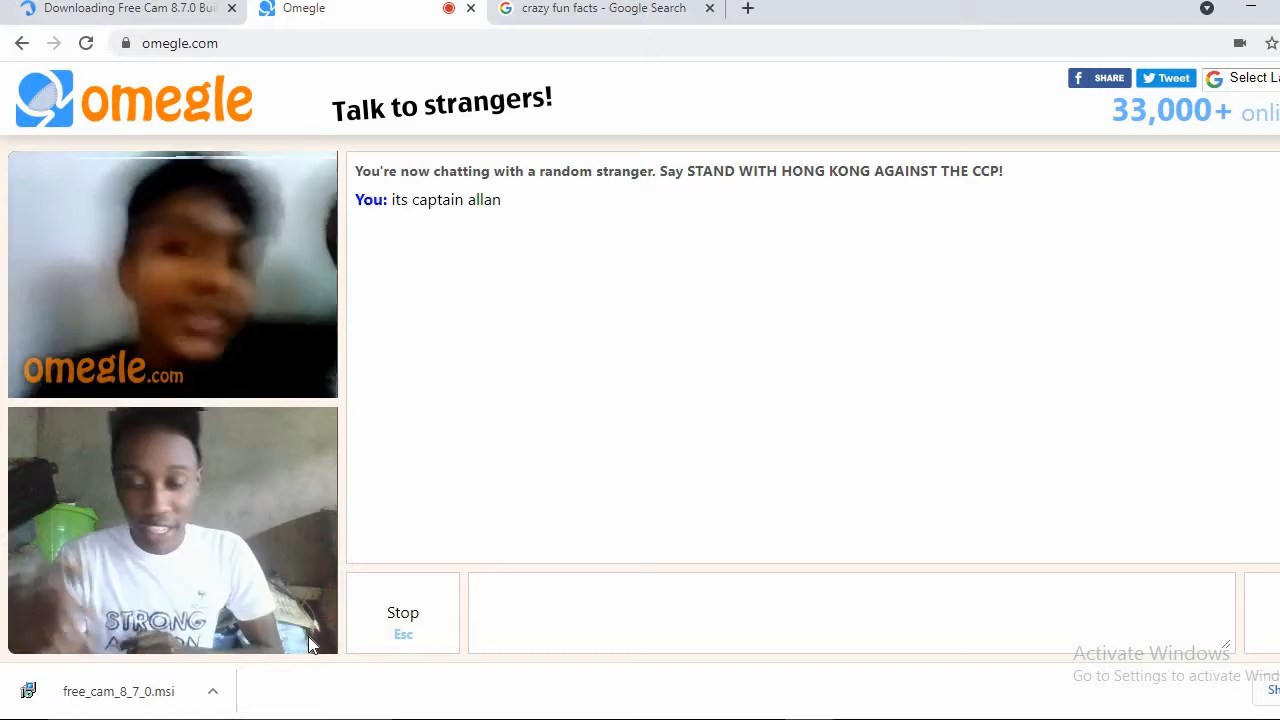 Downloading Free Cam 8.7.0 Bui
Omegle
crazy fun facts - Google Search
omegle.com
omegle
Talk to strangers!
SHARE
Tweet
Select La
33,000+ onli
You're now chatting with a random stranger. Say STAND WITH HONG KONG AGAINST THE CCP!
You: its captain allan
omegle.com
STRONG
Stop
Esc
Activate Windows
Go to Settings to activate Wind
free_cam_8_7_0.msi
Sh